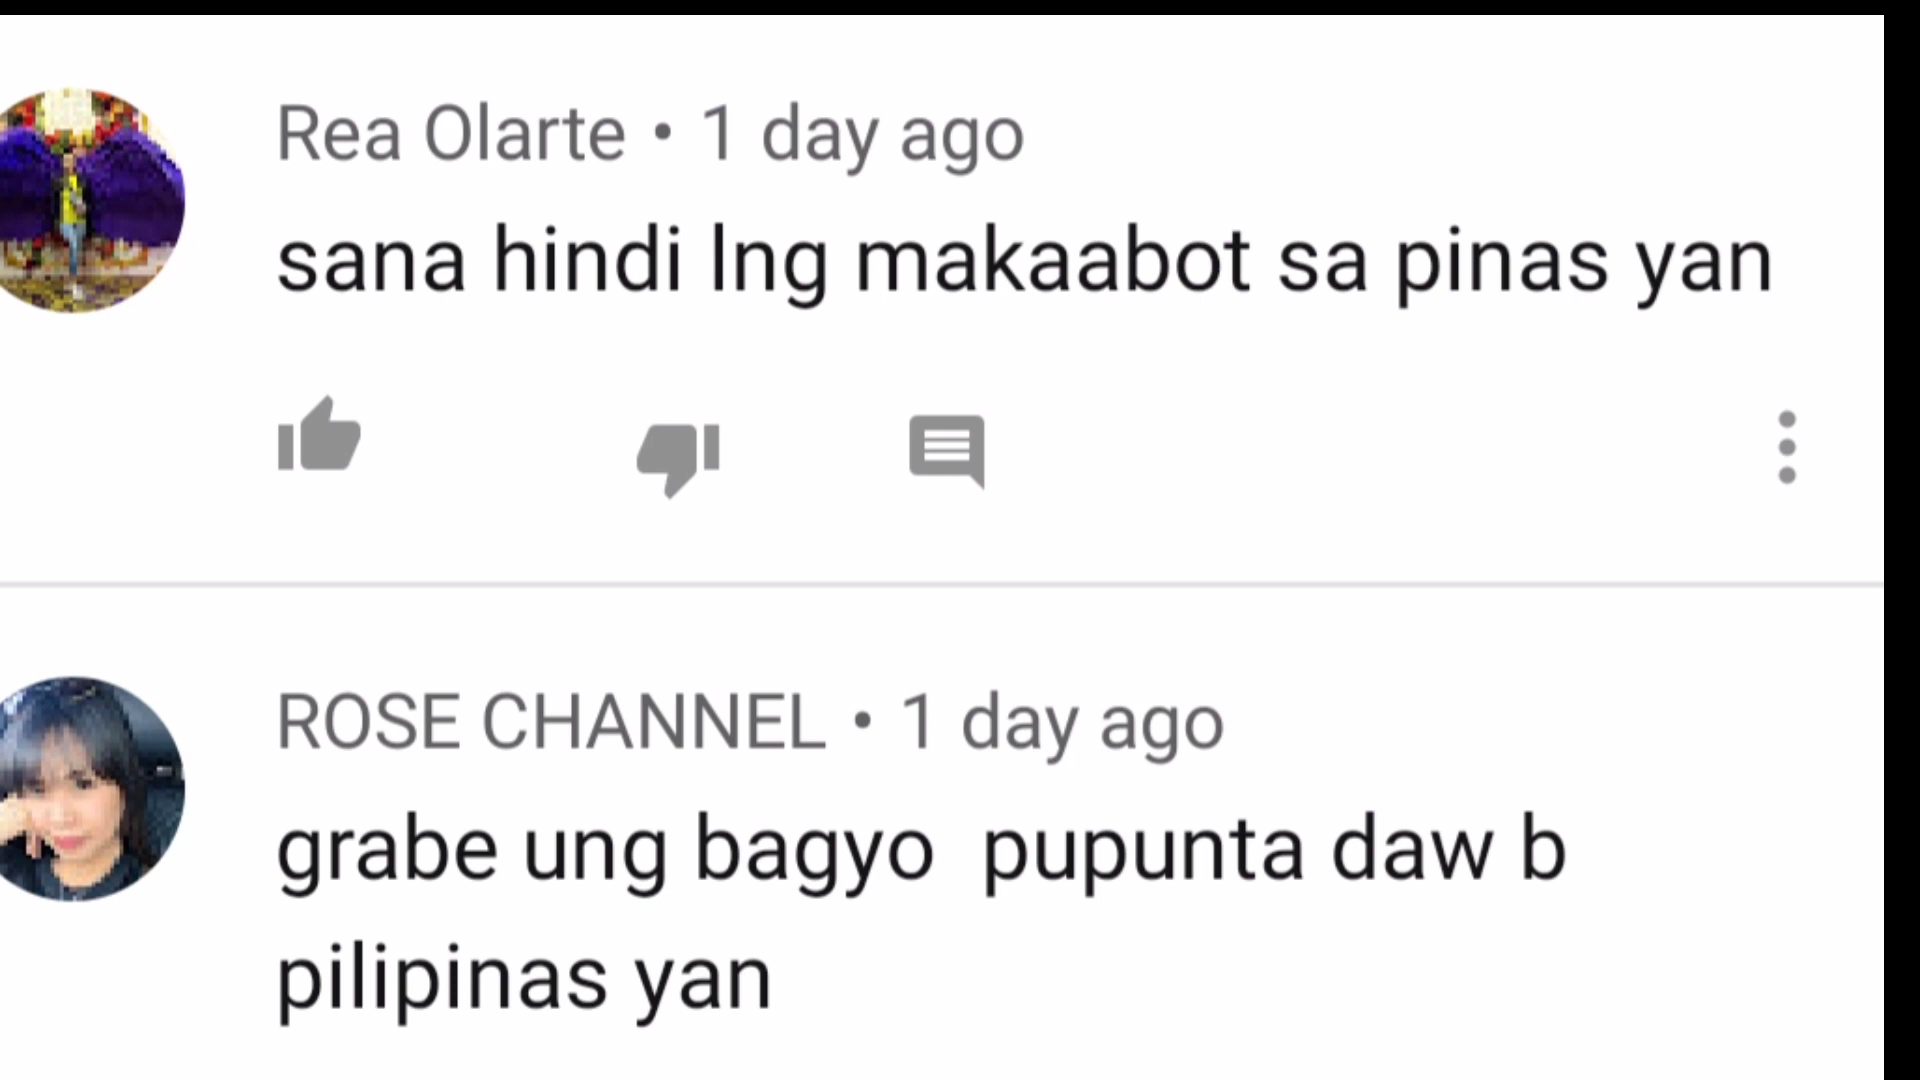 Rea Olarte • 1 day ago
sana hindi lng makaabot sa pinas yan
ROSE CHANNEL • 1 day ago
grabe ung bagyo  pupunta daw b
pilipinas yan